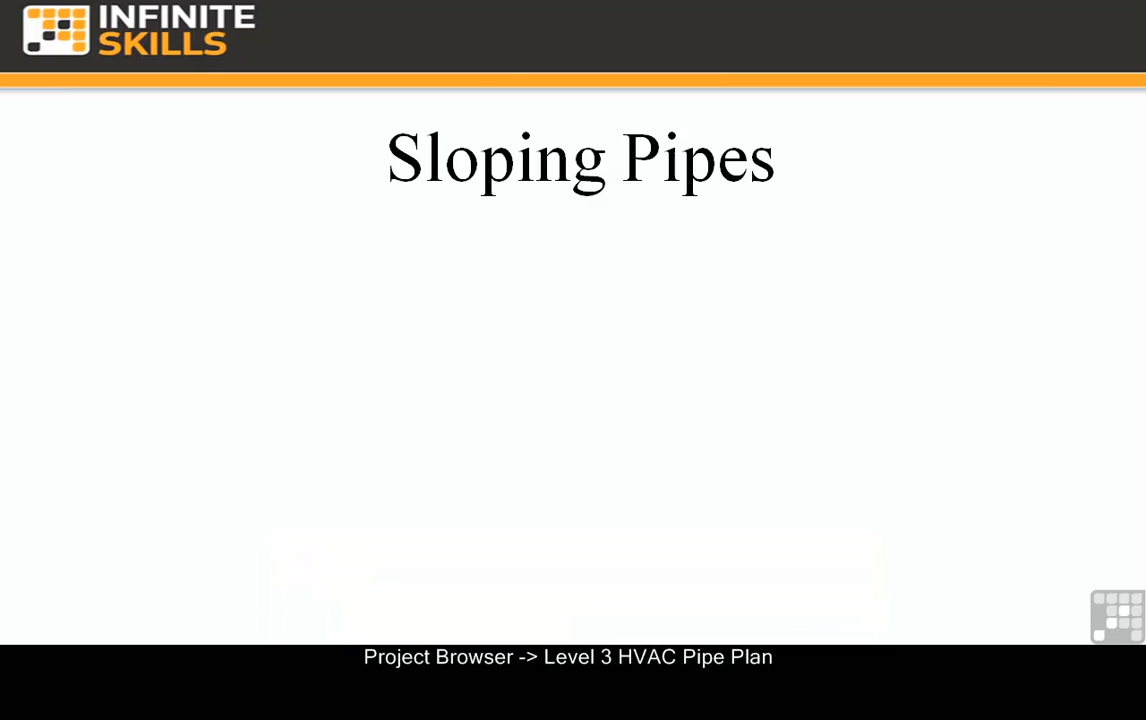 INFINITE
SKILLS
Sloping Pipes
Project Browser -> Level 3 HVAC Pipe Plan